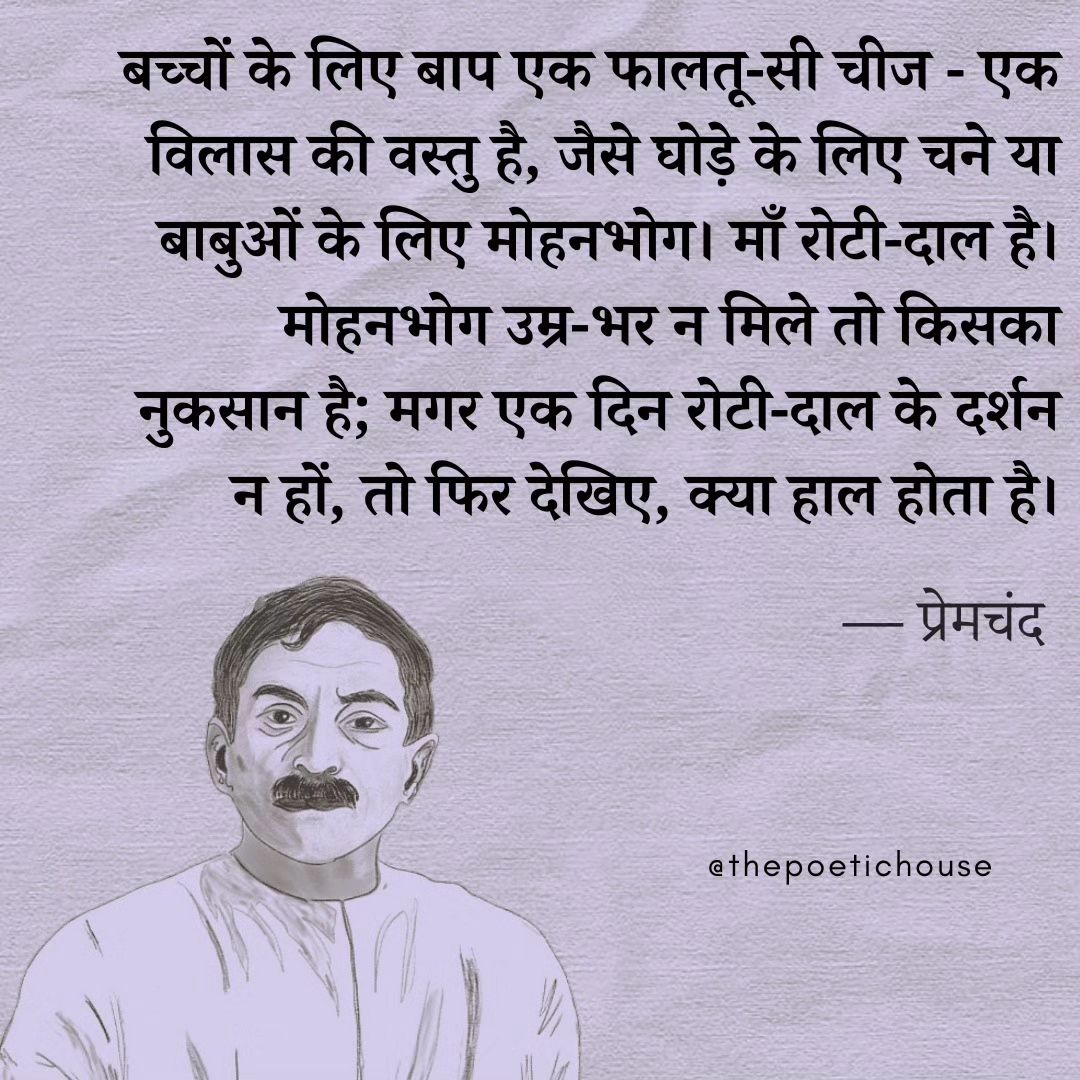 बच्चों के लिए बाप एक फालतू-सी चीज - एक
विलास की वस्तु है, जैसे घोड़े के लिए चने या
बाबुओं के लिए मोहनभोग। माँ रोटी-दाल है।
मोहनभोग उम्र-भर न मिले तो किसका
नुकसान है; मगर एक दिन रोटी-दाल के दर्शन
न हों, तो फिर देखिए, क्या हाल होता है।
— प्रेमचंद
@thepoetichouse